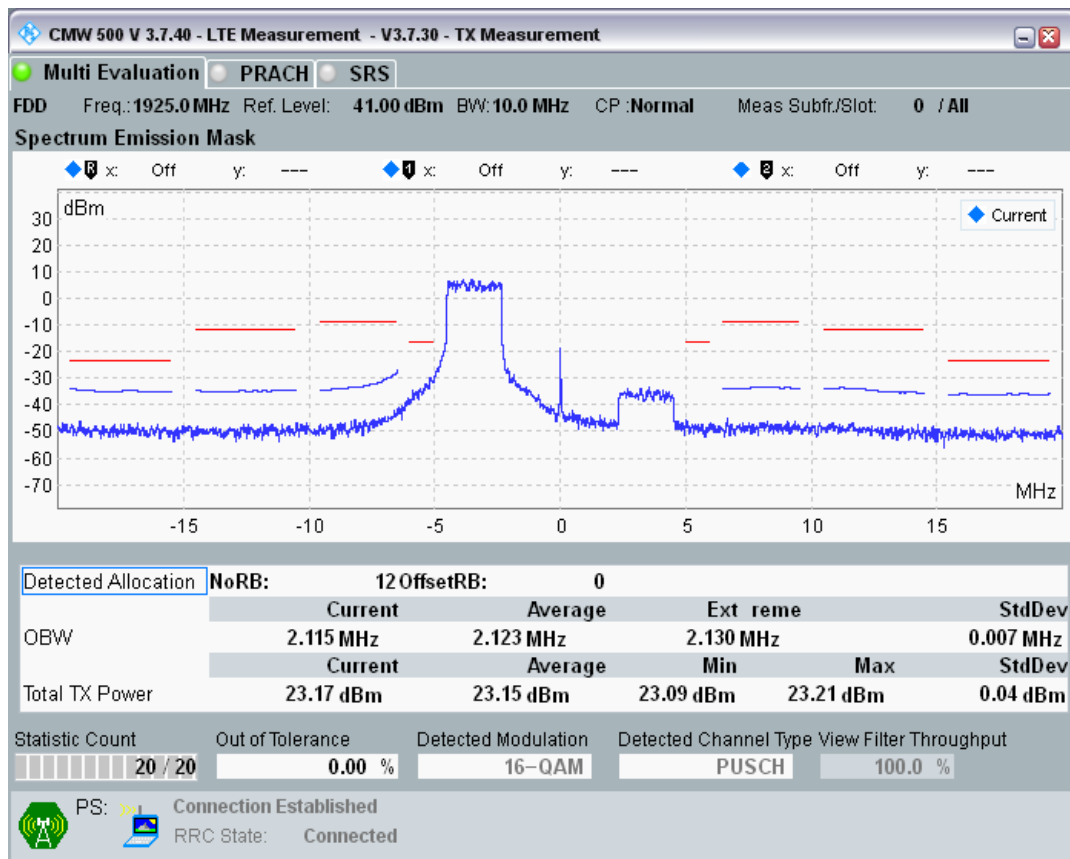 CMW 500 V 3.7.40 - LTE Measurement - V3.7.30 - TX Measurement
Multi Evaluation PRACH SRS
FDD Freq.: 1925.0 MHz Ref. Level: 41.00 dBm BW: 10.0 MHz CP :Normal Meas Subfr./Slot: 0 / All
Spectrum Emission Mask
R x: Off y: --- 1 x: Off y: --- 2 x: Off y: ---
dBm
Current
30
20
10
0
-10
-20
-30
-40
-50
-60
-70
MHz
-15 -10 -5 0 5 10 15
Detected Allocation NoRB: 12 OffsetRB: 0
Current Average Ext reme StdDev
OBW 2.115 MHz 2.123 MHz 2.130 MHz 0.007 MHz
Current Average Min Max StdDev
Total TX Power 23.17 dBm 23.15 dBm 23.09 dBm 23.21 dBm 0.04 dBm
Statistic Count Out of Tolerance Detected Modulation Detected Channel Type View Filter Throughput
20 / 20 0.00 % 16-QAM PUSCH 100.0 %
PS: Connection Established
RRC State: Connected